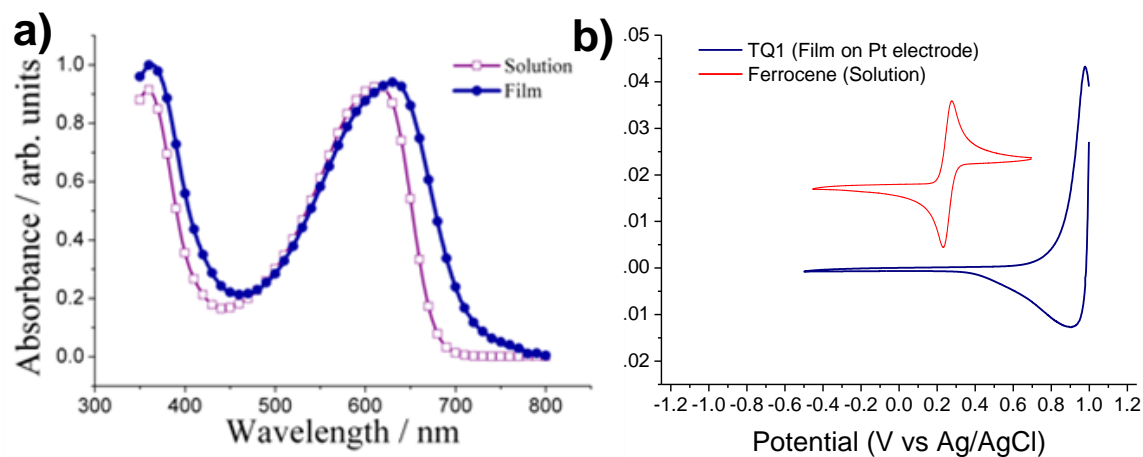 a)
Solution
Film
1.0
0.8
0.6
0.4
0.2
0.0
300 400 500 600 700 800
Absorbance / arb. units
Wavelength / nm
b)
TQ1 (Film on Pt electrode)
Ferrocene (Solution)
.05
.04
.03
.02
.01
.00
.01
.02
-1.2 -1.0 -0.8 -0.6 -0.4 -0.2 0.0 0.2 0.4 0.6 0.8 1.0 1.2
Potential (V vs Ag/AgCl)